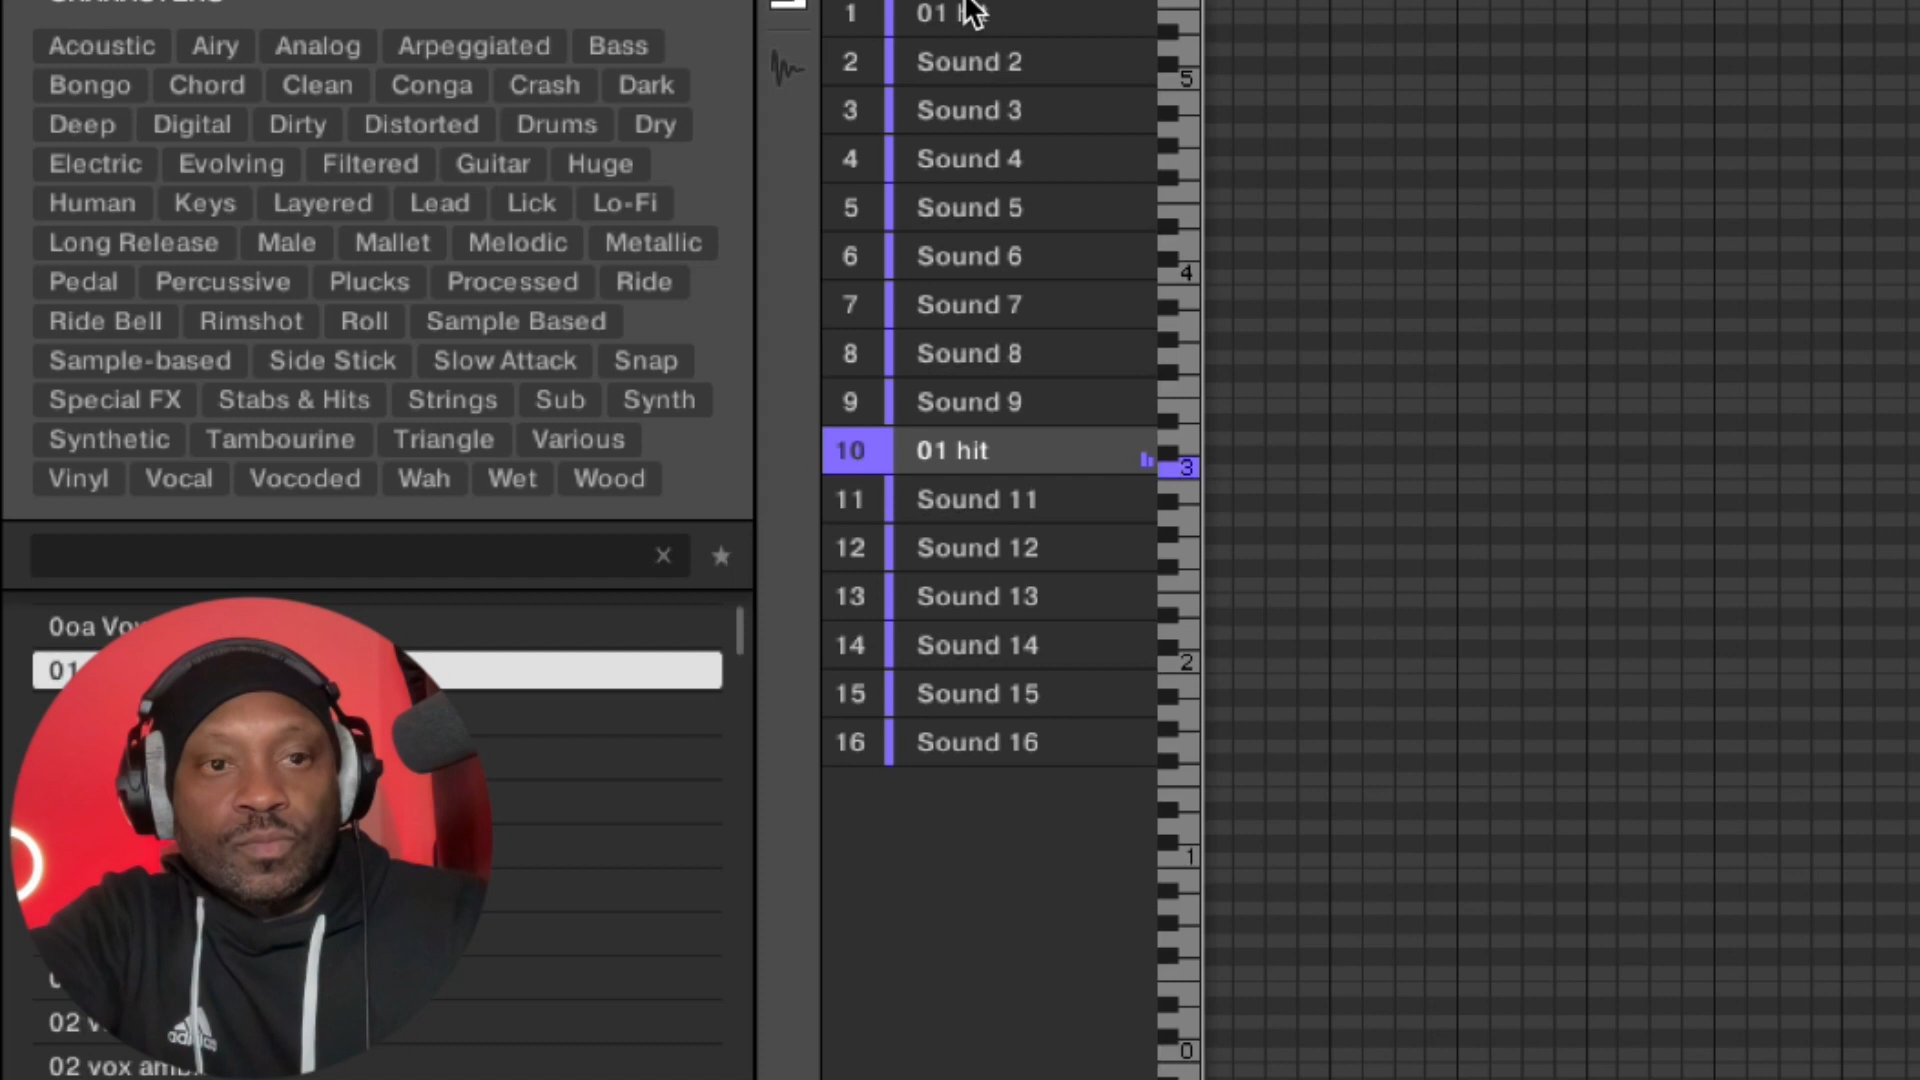 Acoustic Airy Analog Arpeggiated Bass
Bongo Chord Clean Conga Crash Dark
Deep Digital Dirty Distorted Drums Dry
Electric Evolving Filtered Guitar Huge
Human Keys Layered Lead Lick Lo-Fi
Long Release Male Mallet Melodic Metallic
Pedal Percussive Plucks Processed Ride
Ride Bell Rimshot Roll Sample Based
Sample-based Side Stick Slow Attack Snap
Special FX Stabs & Hits Strings Sub Synth
Synthetic Tambourine Triangle Various
Vinyl Vocal Vocoded Wah Wet Wood
0oa
01
02
02 vox
adidas
1 01
2 Sound 2
3 Sound 3
4 Sound 4
5 Sound 5
6 Sound 6
7 Sound 7
8 Sound 8
9 Sound 9
10 01 hit
11 Sound 11
12 Sound 12
13 Sound 13
14 Sound 14
15 Sound 15
16 Sound 16
5
4
3
2
1
0